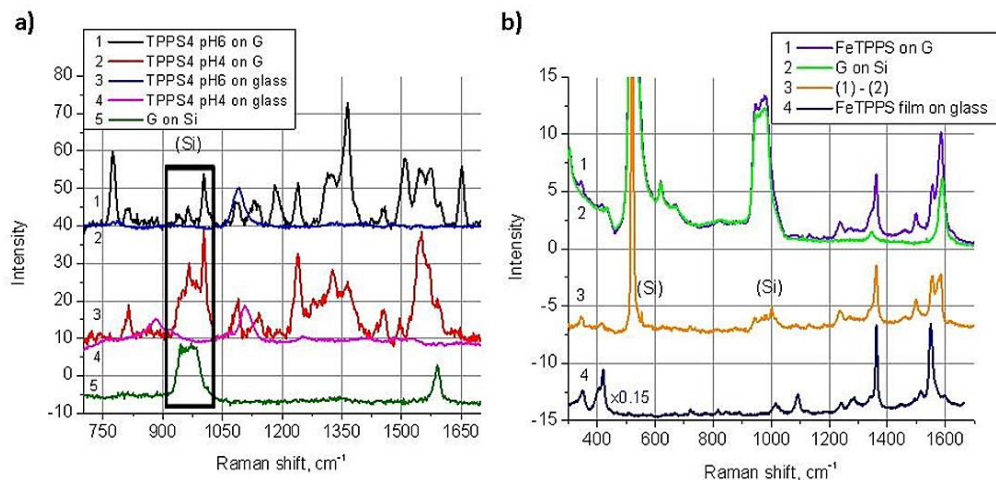 a)
1 TPPS4 pH6 on G
2 TPPS4 pH4 on G
3 TPPS4 pH6 on glass
4 TPPS4 pH4 on glass
5 G on Si
(Si)
80
70
60
50
40
30
20
10
0
-10
1
2
3
4
5
Intensity
750 900 1050 1200 1350 1500 1650
Raman shift, cm⁻¹
b)
1 FeTPPS on G
2 G on Si
3 (1) - (2)
4 FeTPPS film on glass
15
10
5
0
-5
-10
-15
1
2
3
(Si) (Si)
4
x0.15
Intensity
400 600 800 1000 1200 1400 1600
Raman shift, cm⁻¹